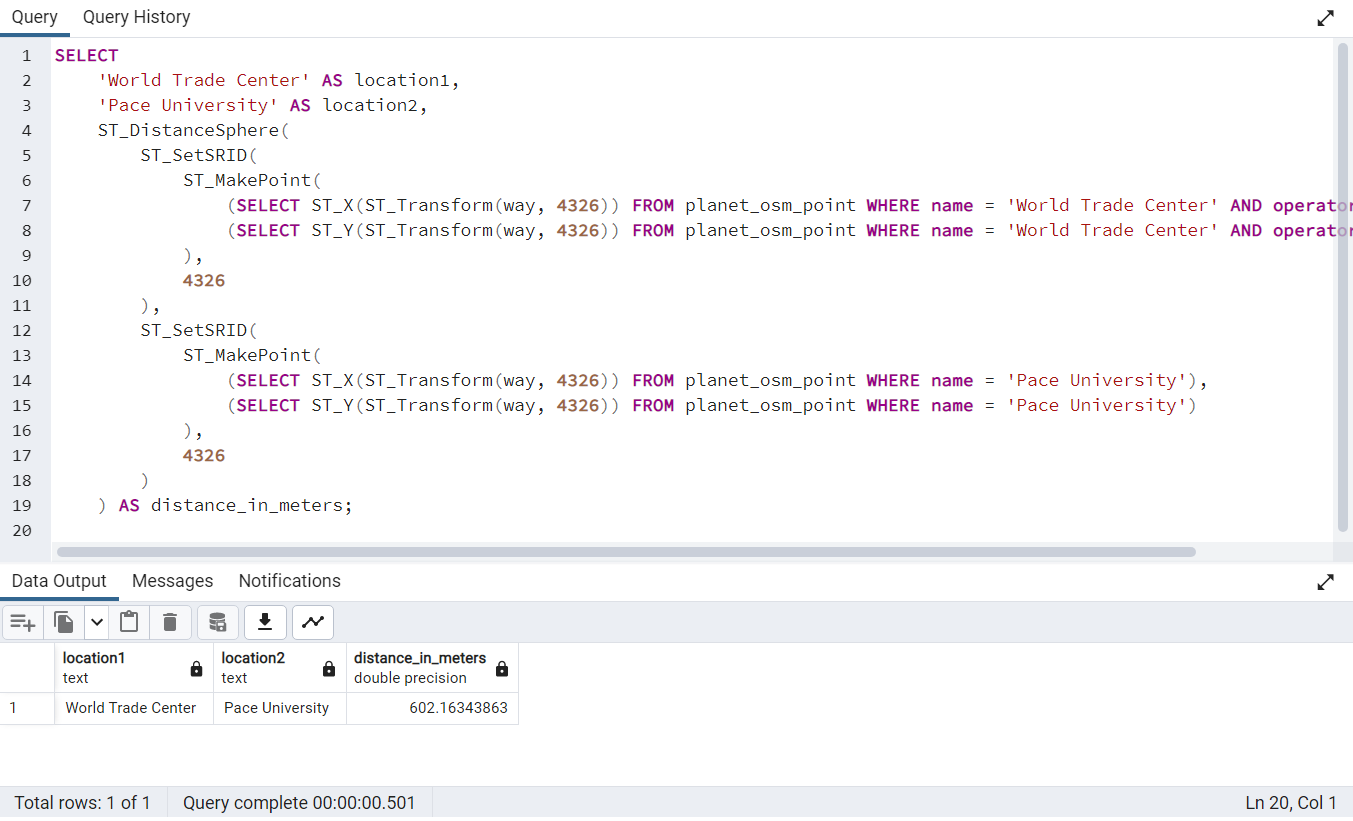 Query Query History
1 SELECT
2 'World Trade Center' AS location1,
3 'Pace University' AS location2,
4 ST_DistanceSphere(
5 ST_SetSRID(
6 ST_MakePoint(
7 (SELECT ST_X(ST_Transform(way, 4326)) FROM planet_osm_point WHERE name = 'World Trade Center' AND operator
8 (SELECT ST_Y(ST_Transform(way, 4326)) FROM planet_osm_point WHERE name = 'World Trade Center' AND operator
9 ),
10 4326
11 ),
12 ST_SetSRID(
13 ST_MakePoint(
14 (SELECT ST_X(ST_Transform(way, 4326)) FROM planet_osm_point WHERE name = 'Pace University'),
15 (SELECT ST_Y(ST_Transform(way, 4326)) FROM planet_osm_point WHERE name = 'Pace University')
16 ),
17 4326
18 )
19 ) AS distance_in_meters;
20
Data Output Messages Notifications
location1 location2 distance_in_meters
text text double precision
1 World Trade Center Pace University 602.16343863
Total rows: 1 of 1 Query complete 00:00:00.501 Ln 20, Col 1